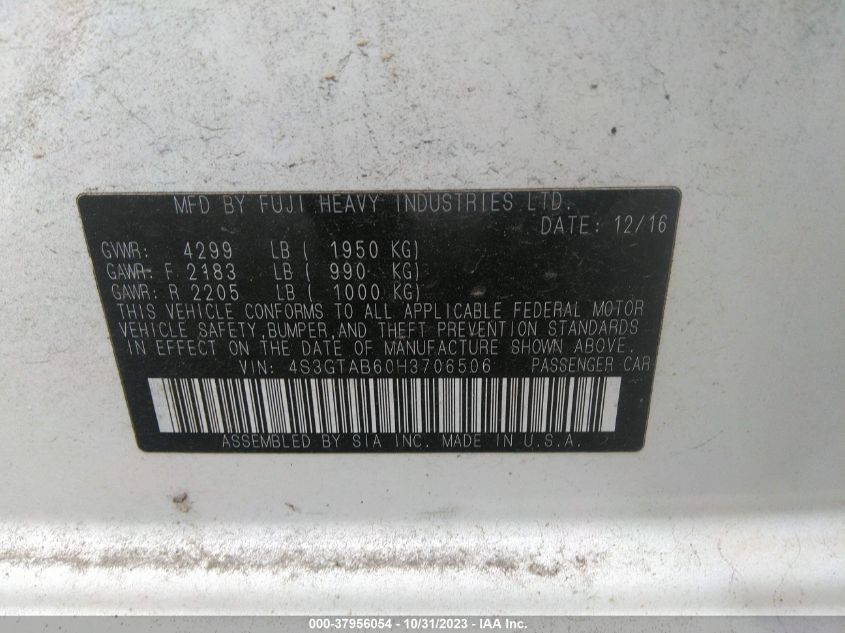 MFD BY FUJI HEAVY INDUSTRIES LTD.
DATE: 12/16
GVWR: 4299 LB ( 1950 KG)
GAWR: F 2183 LB ( 990 KG)
GAWR: R 2205 LB ( 1000 KG)
THIS VEHICLE CONFORMS TO ALL APPLICABLE FEDERAL MOTOR
VEHICLE SAFETY,BUMPER,AND THEFT PREVENTION STANDARDS
IN EFFECT ON THE DATE OF MANUFACTURE SHOWN ABOVE.
VIN: 4S3GTAB60H3706506 PASSENGER CAR
ASSEMBLED BY SIA INC. MADE IN U.S.A.
000-37956054 - 10/31/2023 - IAA Inc.